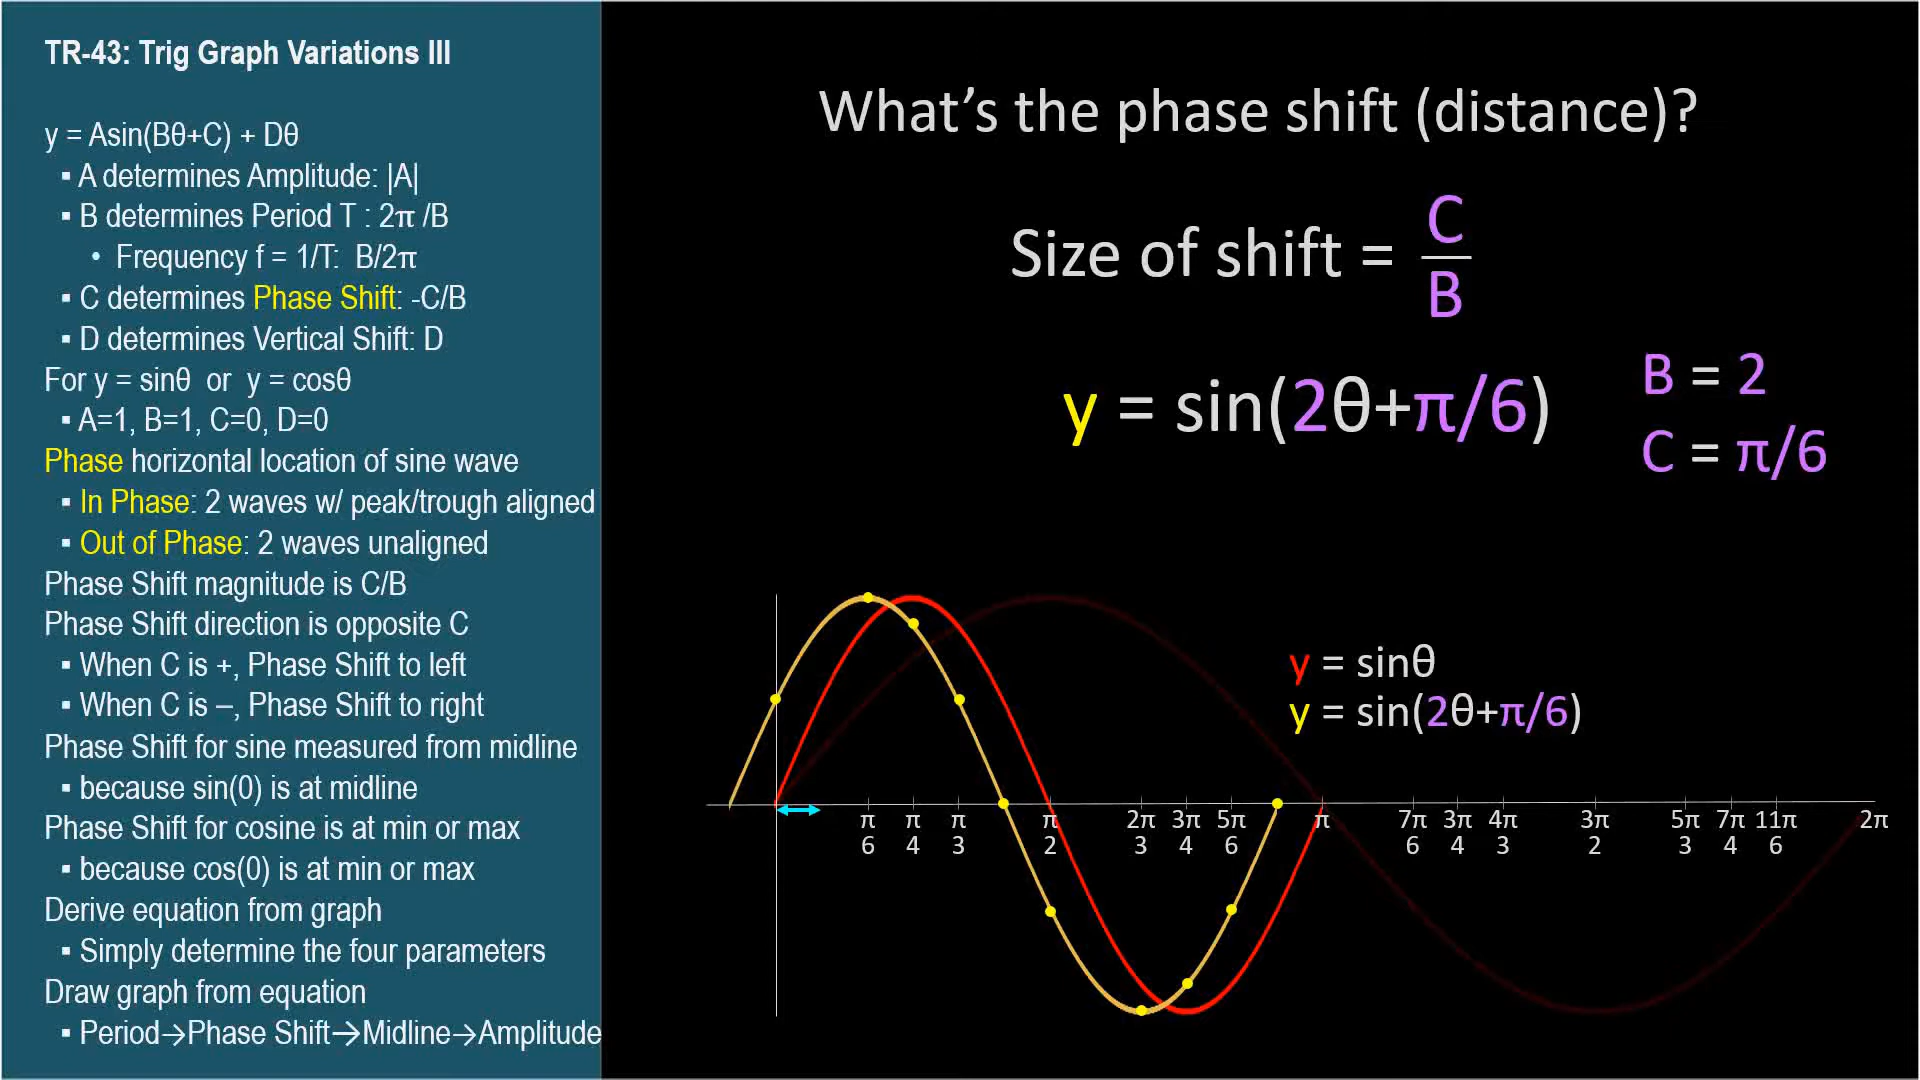 TR-43: Trig Graph Variations III
y = Asin(Bθ+C) + Dθ
▪ A determines Amplitude: |A|
▪ B determines Period T : 2π /B
• Frequency f = 1/T: B/2π
▪ C determines Phase Shift: -C/B
▪ D determines Vertical Shift: D
For y = sinθ or y = cosθ
▪ A=1, B=1, C=0, D=0
Phase horizontal location of sine wave
▪ In Phase: 2 waves w/ peak/trough aligned
▪ Out of Phase: 2 waves unaligned
Phase Shift magnitude is C/B
Phase Shift direction is opposite C
▪ When C is +, Phase Shift to left
▪ When C is –, Phase Shift to right
Phase Shift for sine measured from midline
▪ because sin(0) is at midline
Phase Shift for cosine is at min or max
▪ because cos(0) is at min or max
Derive equation from graph
▪ Simply determine the four parameters
Draw graph from equation
▪ Period→Phase Shift→Midline→Amplitude
What's the phase shift (distance)?
Size of shift = C/B
y = sin(2θ+π/6)
B = 2
C = π/6
y = sinθ
y = sin(2θ+π/6)
π π π π 2π 3π 5π π 7π 3π 4π 3π 5π 7π 11π 2π
6 4 3 2 3 4 6 6 4 3 2 3 4 6